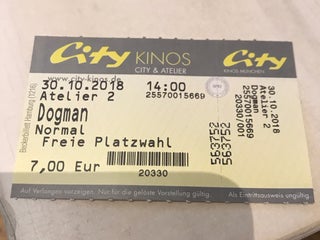 City KINOS
CITY & ATELIER
www.city-kinos.de
30.10.2018 14:00
Atelier 2 25570015669
Dogman
Normal
Freie Platzwahl
7,00 Eur
20330
Auf Verlangen vorzeigen. Nur für die gelöste Vorstellung gültig.
City
KINOS MÜNCHEN
30.10.2018
Atelier 2
Dogman
25570015669
20330/001
563752
563752
Als Eintrittsausweis ungültig